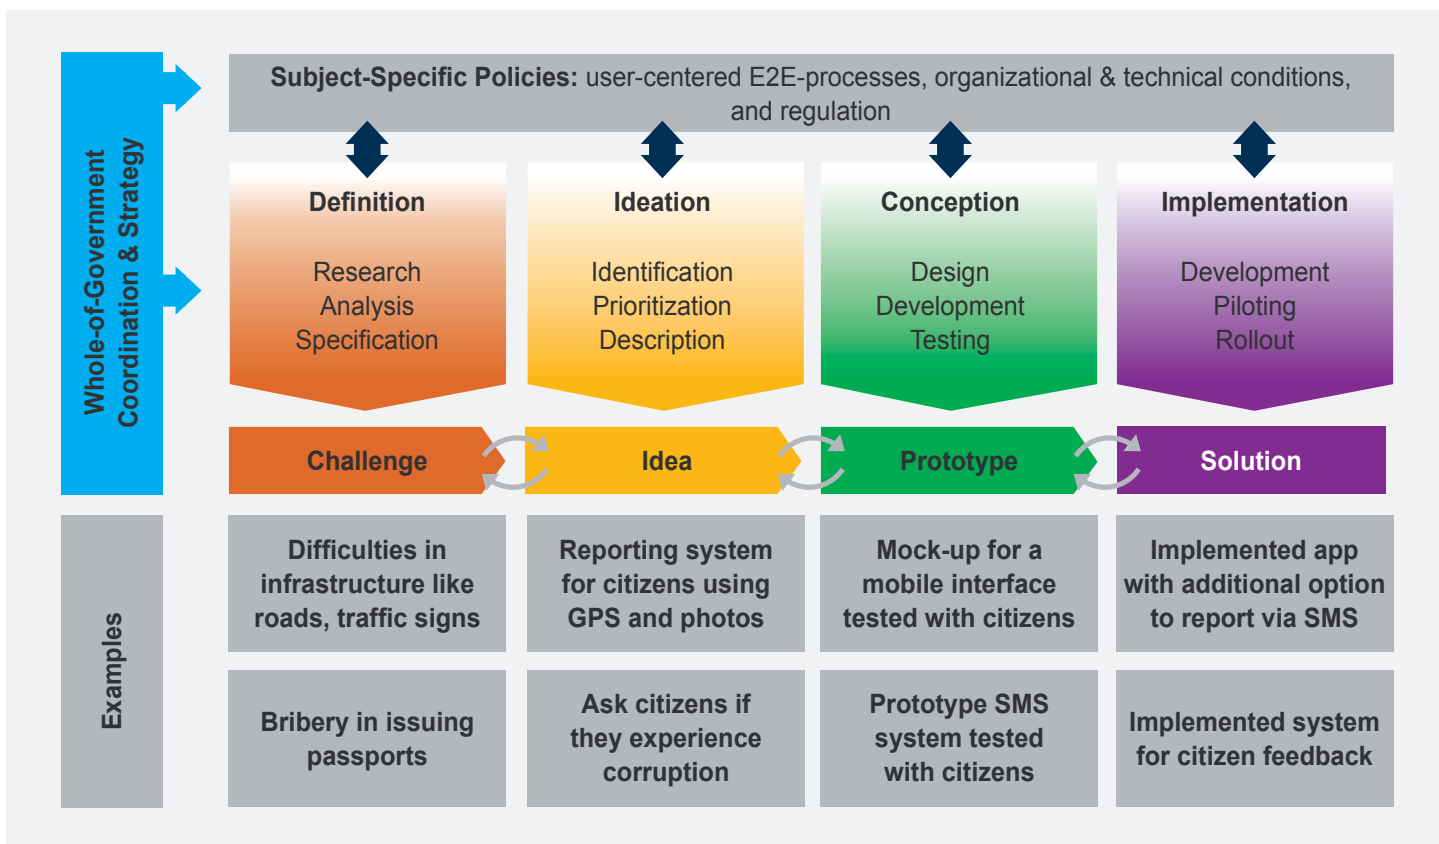 Whole-of-Government
Coordination & Strategy
Subject-Specific Policies: user-centered E2E-processes, organizational & technical conditions,
and regulation
Definition
Research
Analysis
Specification
Ideation
Identification
Prioritization
Description
Conception
Design
Development
Testing
Implementation
Development
Piloting
Rollout
Challenge
Idea
Prototype
Solution
Examples
Difficulties in
infrastructure like
roads, traffic signs
Reporting system
for citizens using
GPS and photos
Mock-up for a
mobile interface
tested with citizens
Implemented app
with additional option
to report via SMS
Bribery in issuing
passports
Ask citizens if
they experience
corruption
Prototype SMS
system tested
with citizens
Implemented system
for citizen feedback